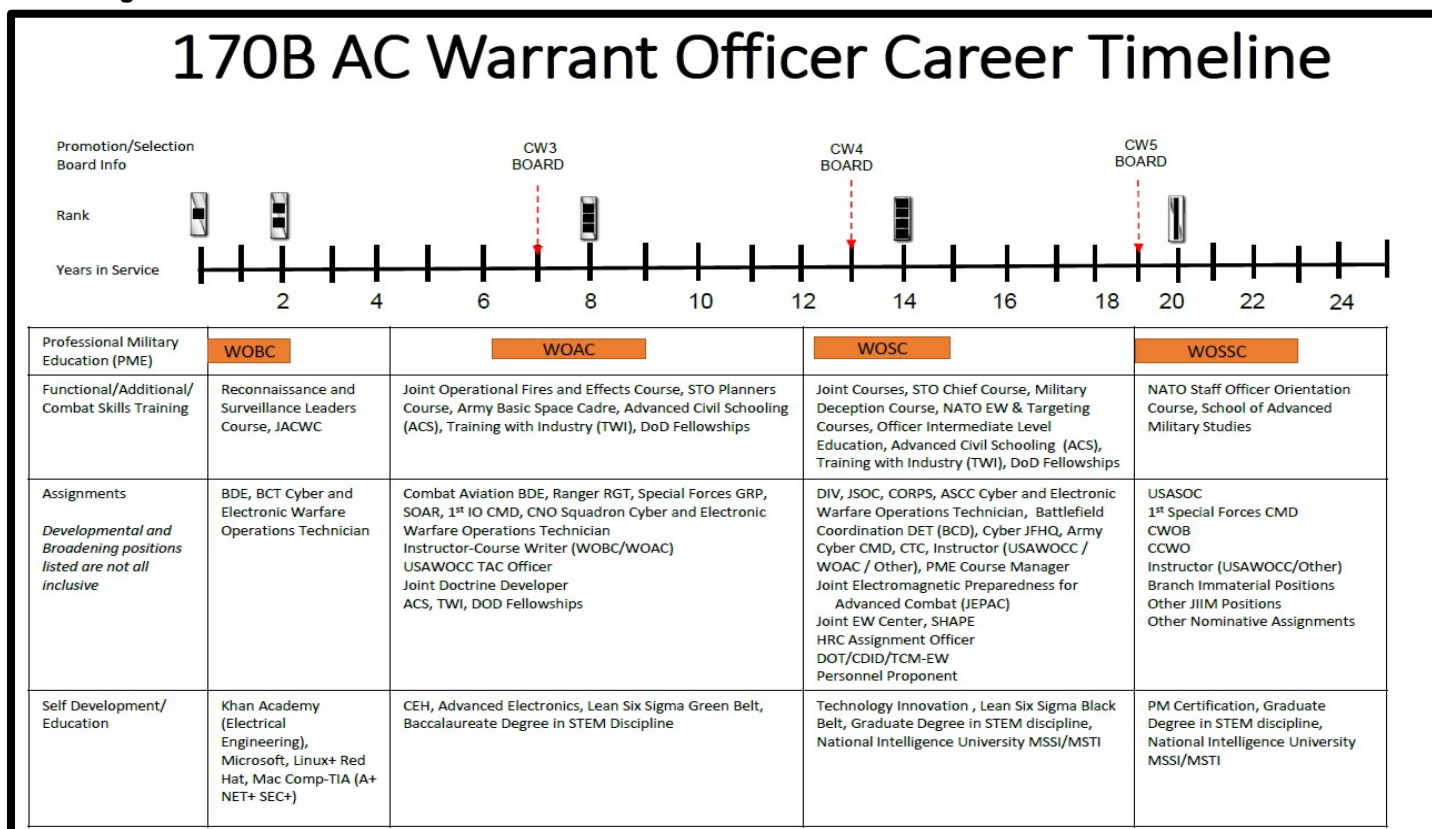 170B AC Warrant Officer Career Timeline
Promotion/Selection
Board Info
CW3
BOARD
CW4
BOARD
CW5
BOARD
Rank
Years in Service
2 4 6 8 10 12 14 16 18 20 22 24
Professional Military
Education (PME)
WOBC
WOAC
WOSC
WOSSC
Functional/Additional/
Combat Skills Training
Reconnaissance and
Surveillance Leaders
Course, JACWC
Joint Operational Fires and Effects Course, STO Planners
Course, Army Basic Space Cadre, Advanced Civil Schooling
(ACS), Training with Industry (TWI), DoD Fellowships
Joint Courses, STO Chief Course, Military
Deception Course, NATO EW & Targeting
Courses, Officer Intermediate Level
Education, Advanced Civil Schooling (ACS),
Training with Industry (TWI), DoD Fellowships
NATO Staff Officer Orientation
Course, School of Advanced
Military Studies
Assignments
Developmental and
Broadening positions
listed are not all
inclusive
BDE, BCT Cyber and
Electronic Warfare
Operations Technician
Combat Aviation BDE, Ranger RGT, Special Forces GRP,
SOAR, 1st IO CMD, CNO Squadron Cyber and Electronic
Warfare Operations Technician
Instructor-Course Writer (WOBC/WOAC)
USAWOCC TAC Officer
Joint Doctrine Developer
ACS, TWI, DOD Fellowships
DIV, JSOC, CORPS, ASCC Cyber and Electronic
Warfare Operations Technician, Battlefield
Coordination DET (BCD), Cyber JFHQ, Army
Cyber CMD, CTC, Instructor (USAWOCC /
WOAC / Other), PME Course Manager
Joint Electromagnetic Preparedness for
Advanced Combat (JEPAC)
Joint EW Center, SHAPE
HRC Assignment Officer
DOT/CDID/TCM-EW
Personnel Proponent
USASOC
1st Special Forces CMD
CWOB
CCWO
Instructor (USAWOCC/Other)
Branch Immaterial Positions
Other JIIM Positions
Other Nominative Assignments
Self Development/
Education
Khan Academy
(Electrical
Engineering),
Microsoft, Linux+ Red
Hat, Mac Comp-TIA (A+
NET+ SEC+)
CEH, Advanced Electronics, Lean Six Sigma Green Belt,
Baccalaureate Degree in STEM Discipline
Technology Innovation , Lean Six Sigma Black
Belt, Graduate Degree in STEM discipline,
National Intelligence University MSSI/MSTI
PM Certification, Graduate
Degree in STEM discipline,
National Intelligence University
MSSI/MSTI